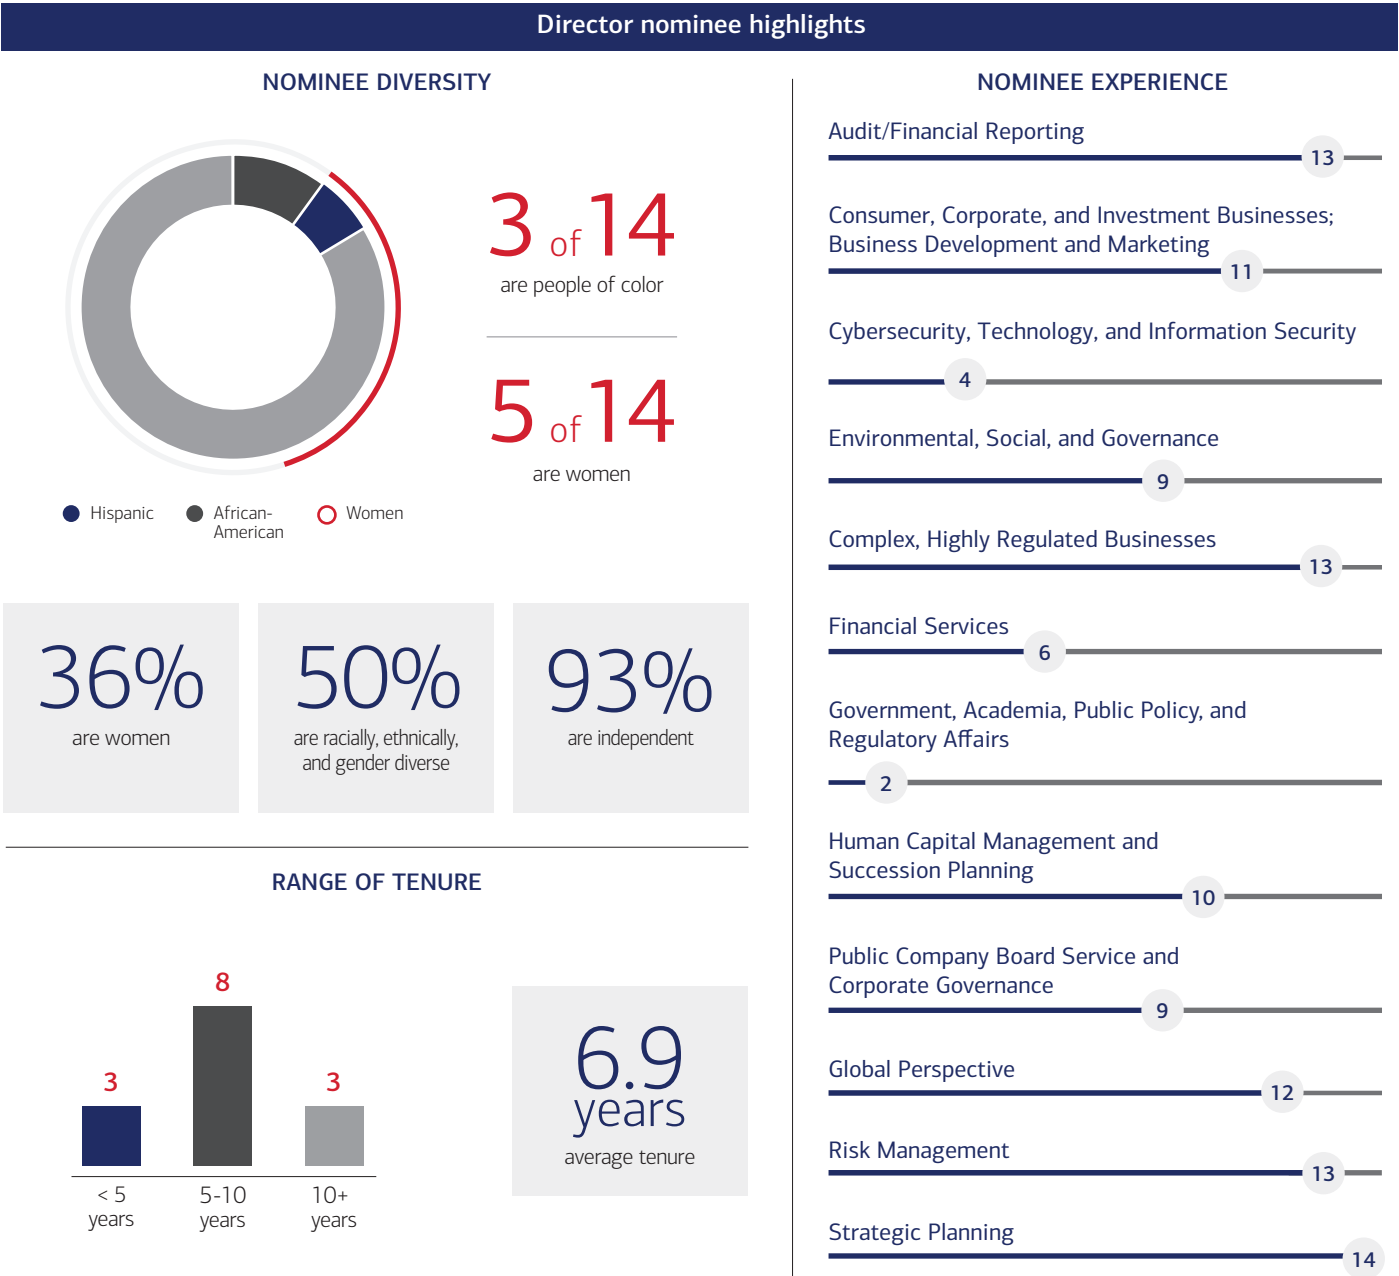 Director nominee highlights
NOMINEE DIVERSITY
3 of 14
are people of color
5 of 14
are women
Hispanic
African-
American
Women
36%
are women
50%
are racially, ethnically,
and gender diverse
93%
are independent
RANGE OF TENURE
3
8
3
< 5
years
5-10
years
10+
years
6.9
years
average tenure
NOMINEE EXPERIENCE
Audit/Financial Reporting
13
Consumer, Corporate, and Investment Businesses;
Business Development and Marketing
11
Cybersecurity, Technology, and Information Security
4
Environmental, Social, and Governance
9
Complex, Highly Regulated Businesses
13
Financial Services
6
Government, Academia, Public Policy, and
Regulatory Affairs
2
Human Capital Management and
Succession Planning
10
Public Company Board Service and
Corporate Governance
9
Global Perspective
12
Risk Management
13
Strategic Planning
14